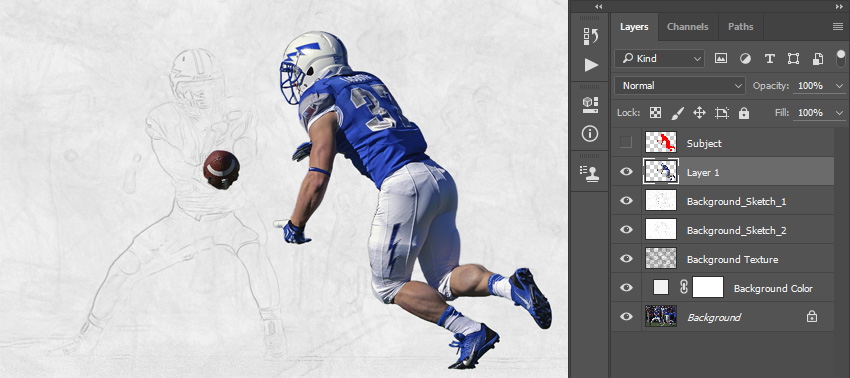 Layers Channels Paths
Kind
Normal Opacity: 100%
Lock: Fill: 100%
Subject
Layer 1
Background_Sketch_1
Background_Sketch_2
Background Texture
Background Color
Background